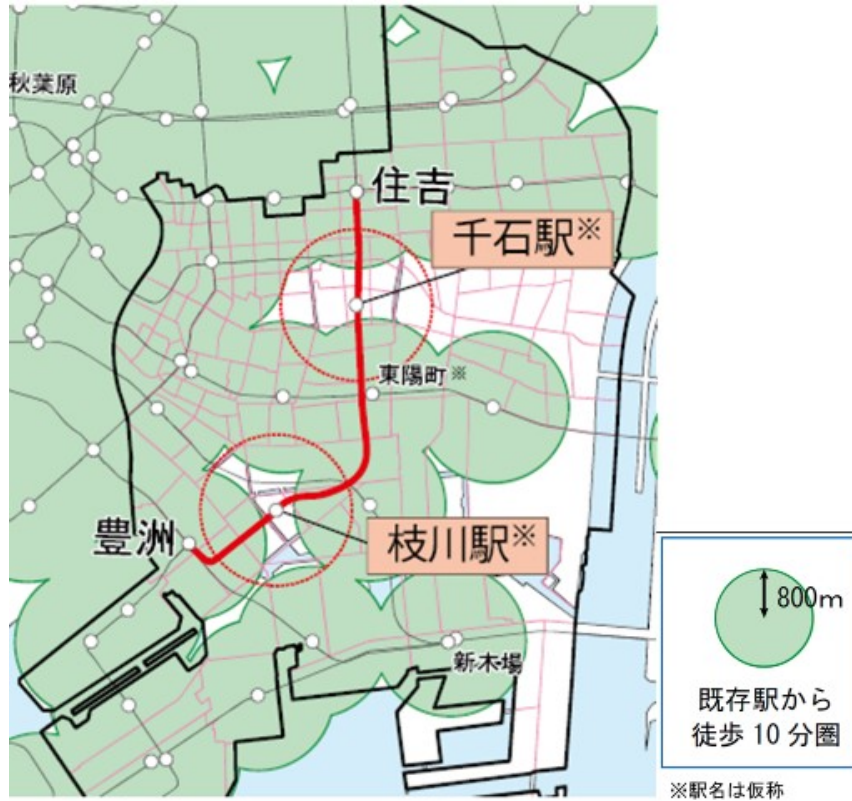 秋葉原
住吉
千石駅※
東陽町※
豊洲
枝川駅※
新木場
800m
既存駅から
徒歩10分圏
※駅名は仮称